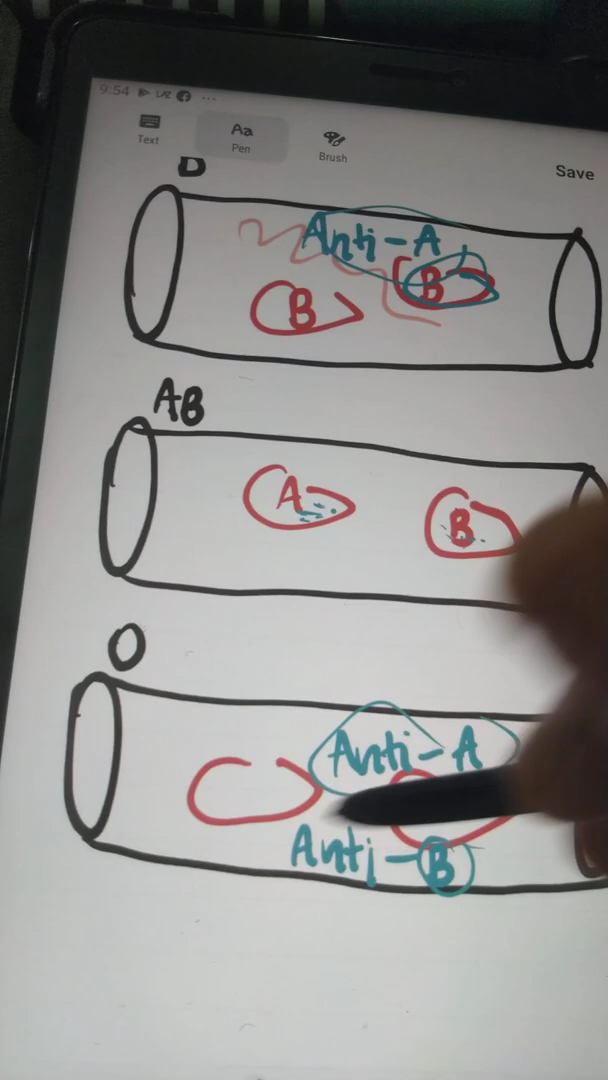 9:54
Text
Aa
Pen
Brush
Save
Anti-A
B
B
AB
A
B
O
Anti-A
Anti-B